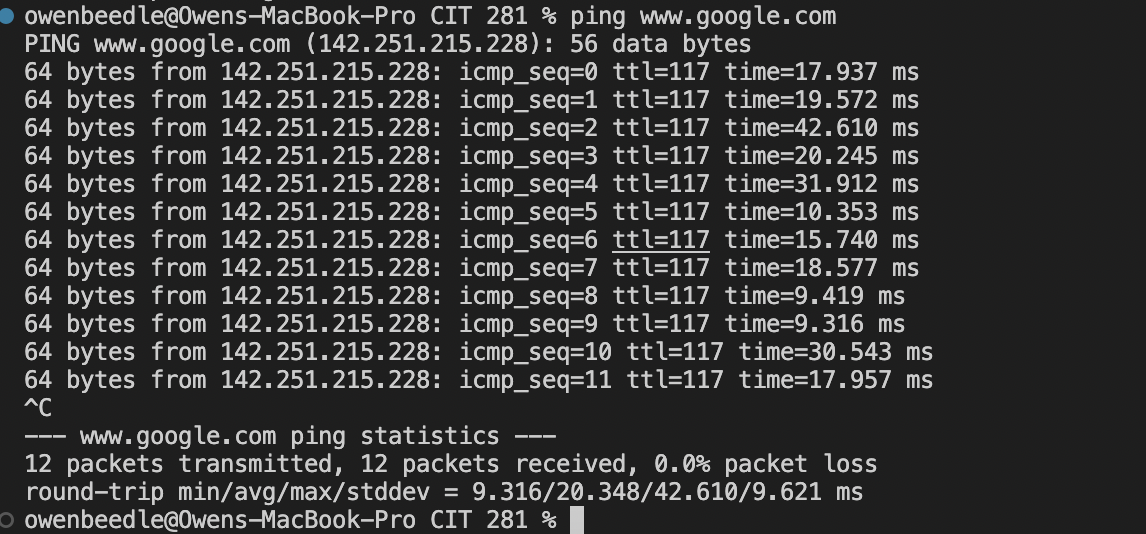 owenbeedle@Owens-MacBook-Pro CIT 281 % ping www.google.com
PING www.google.com (142.251.215.228): 56 data bytes
64 bytes from 142.251.215.228: icmp_seq=0 ttl=117 time=17.937 ms
64 bytes from 142.251.215.228: icmp_seq=1 ttl=117 time=19.572 ms
64 bytes from 142.251.215.228: icmp_seq=2 ttl=117 time=42.610 ms
64 bytes from 142.251.215.228: icmp_seq=3 ttl=117 time=20.245 ms
64 bytes from 142.251.215.228: icmp_seq=4 ttl=117 time=31.912 ms
64 bytes from 142.251.215.228: icmp_seq=5 ttl=117 time=10.353 ms
64 bytes from 142.251.215.228: icmp_seq=6 ttl=117 time=15.740 ms
64 bytes from 142.251.215.228: icmp_seq=7 ttl=117 time=18.577 ms
64 bytes from 142.251.215.228: icmp_seq=8 ttl=117 time=9.419 ms
64 bytes from 142.251.215.228: icmp_seq=9 ttl=117 time=9.316 ms
64 bytes from 142.251.215.228: icmp_seq=10 ttl=117 time=30.543 ms
64 bytes from 142.251.215.228: icmp_seq=11 ttl=117 time=17.957 ms
^C
--- www.google.com ping statistics ---
12 packets transmitted, 12 packets received, 0.0% packet loss
round-trip min/avg/max/stddev = 9.316/20.348/42.610/9.621 ms
owenbeedle@Owens-MacBook-Pro CIT 281 %